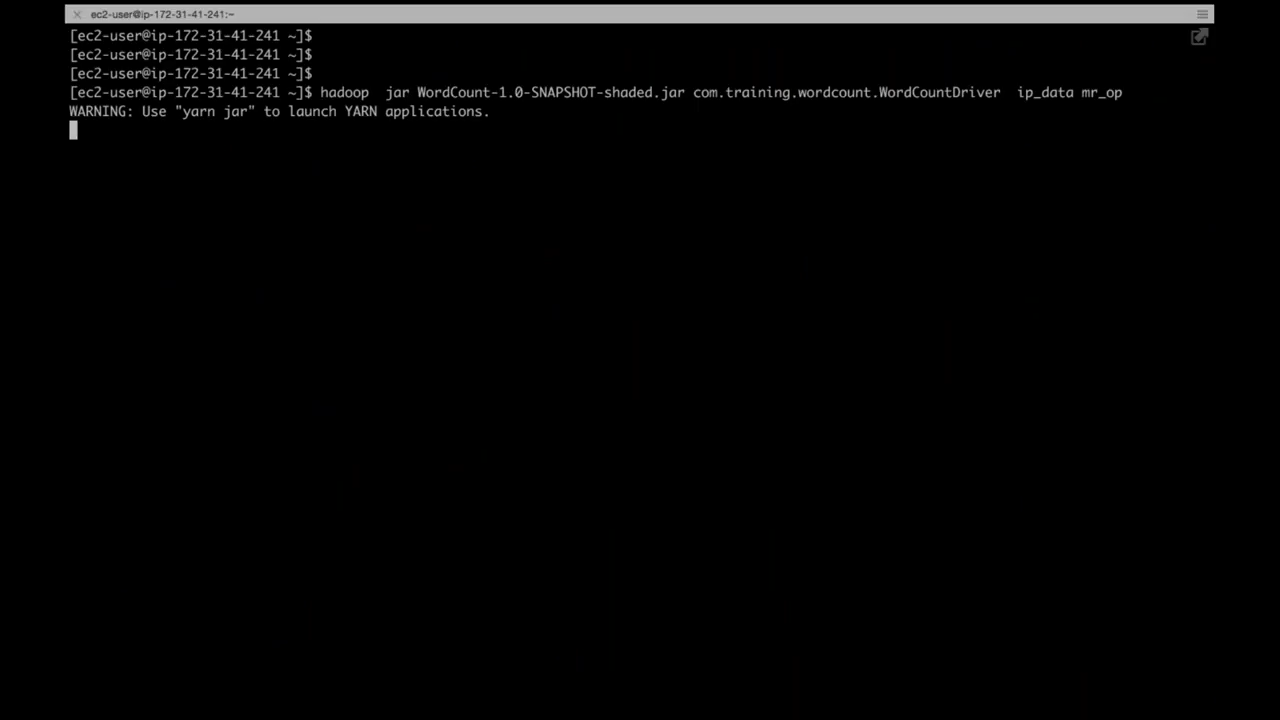 ec2-user@ip-172-31-41-241:~
[ec2-user@ip-172-31-41-241 ~]$
[ec2-user@ip-172-31-41-241 ~]$
[ec2-user@ip-172-31-41-241 ~]$
[ec2-user@ip-172-31-41-241 ~]$ hadoop  jar WordCount-1.0-SNAPSHOT-shaded.jar com.training.wordcount.WordCountDriver  ip_data mr_op
WARNING: Use "yarn jar" to launch YARN applications.